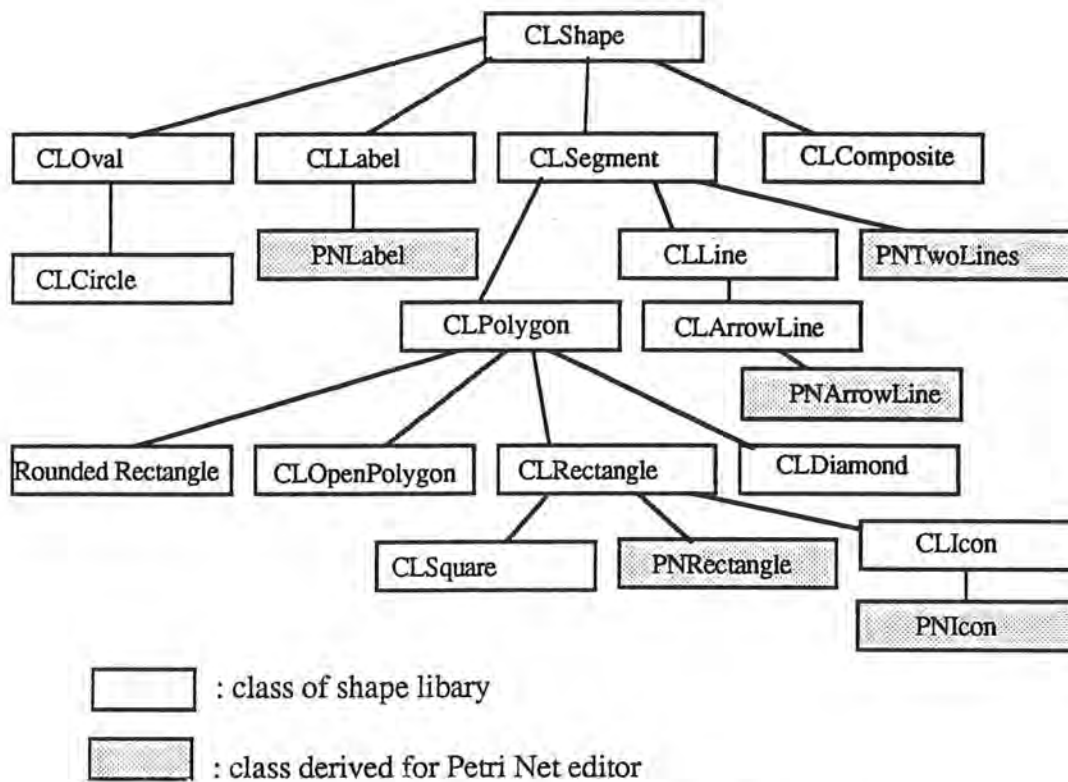 CLShape
CLOval
CLLabel
CLSegment
CLComposite
CLCircle
PNLabel
CLLine
PNTwoLines
CLPolygon
CLArrowLine
PNArrowLine
Rounded Rectangle
CLOpenPolygon
CLRectangle
CLDiamond
CLSquare
PNRectangle
CLIcon
PNIcon
: class of shape libary
: class derived for Petri Net editor